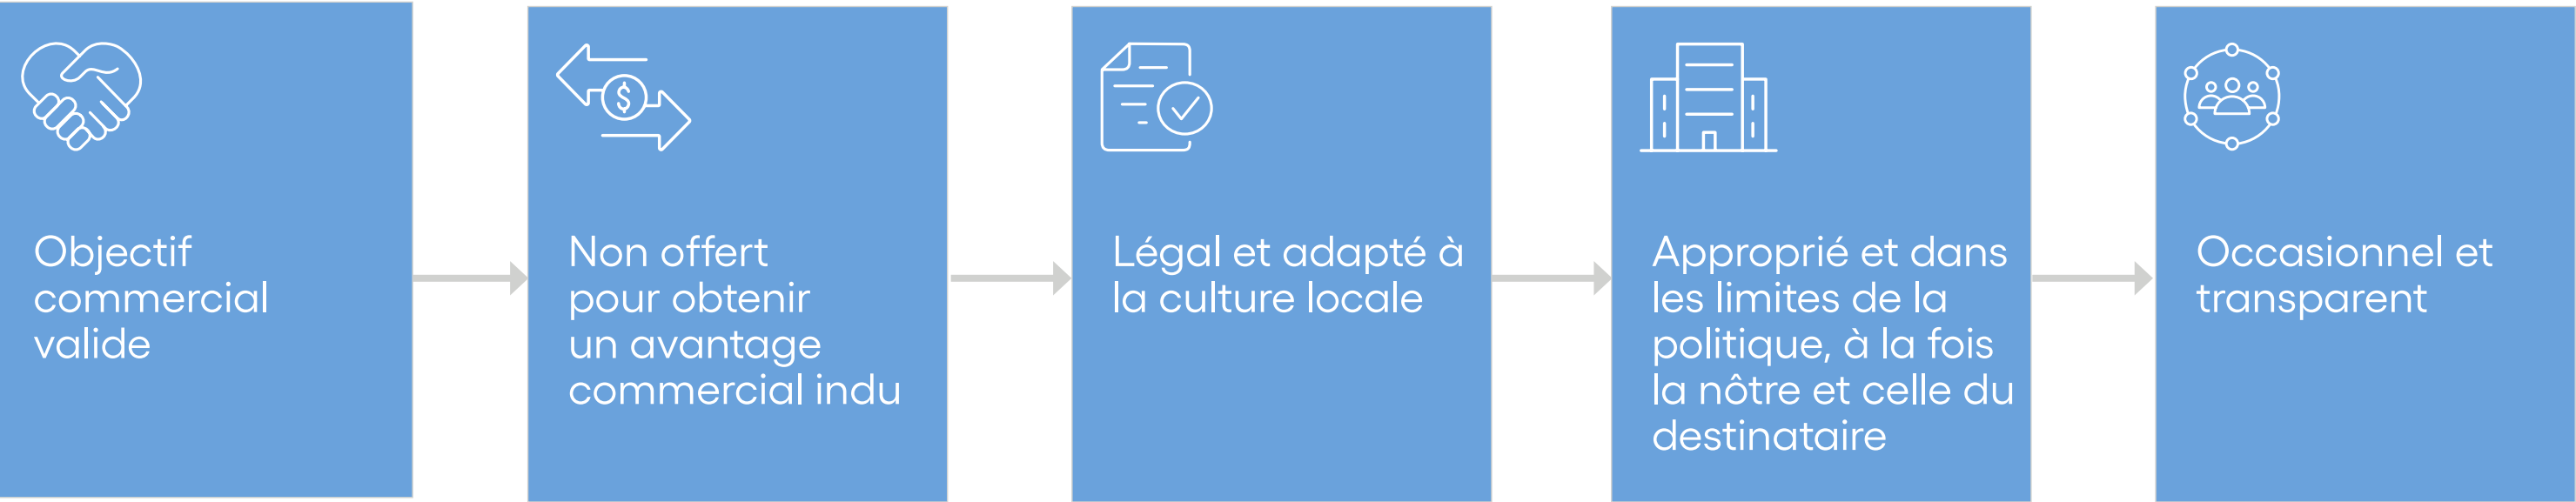 Objectif
commercial
valide
Non offert
pour obtenir
un avantage
commercial indu
Légal et adapté à
la culture locale
Approprié et dans
les limites de la
politique, à la fois
la nôtre et celle du
destinataire
Occasionnel et
transparent